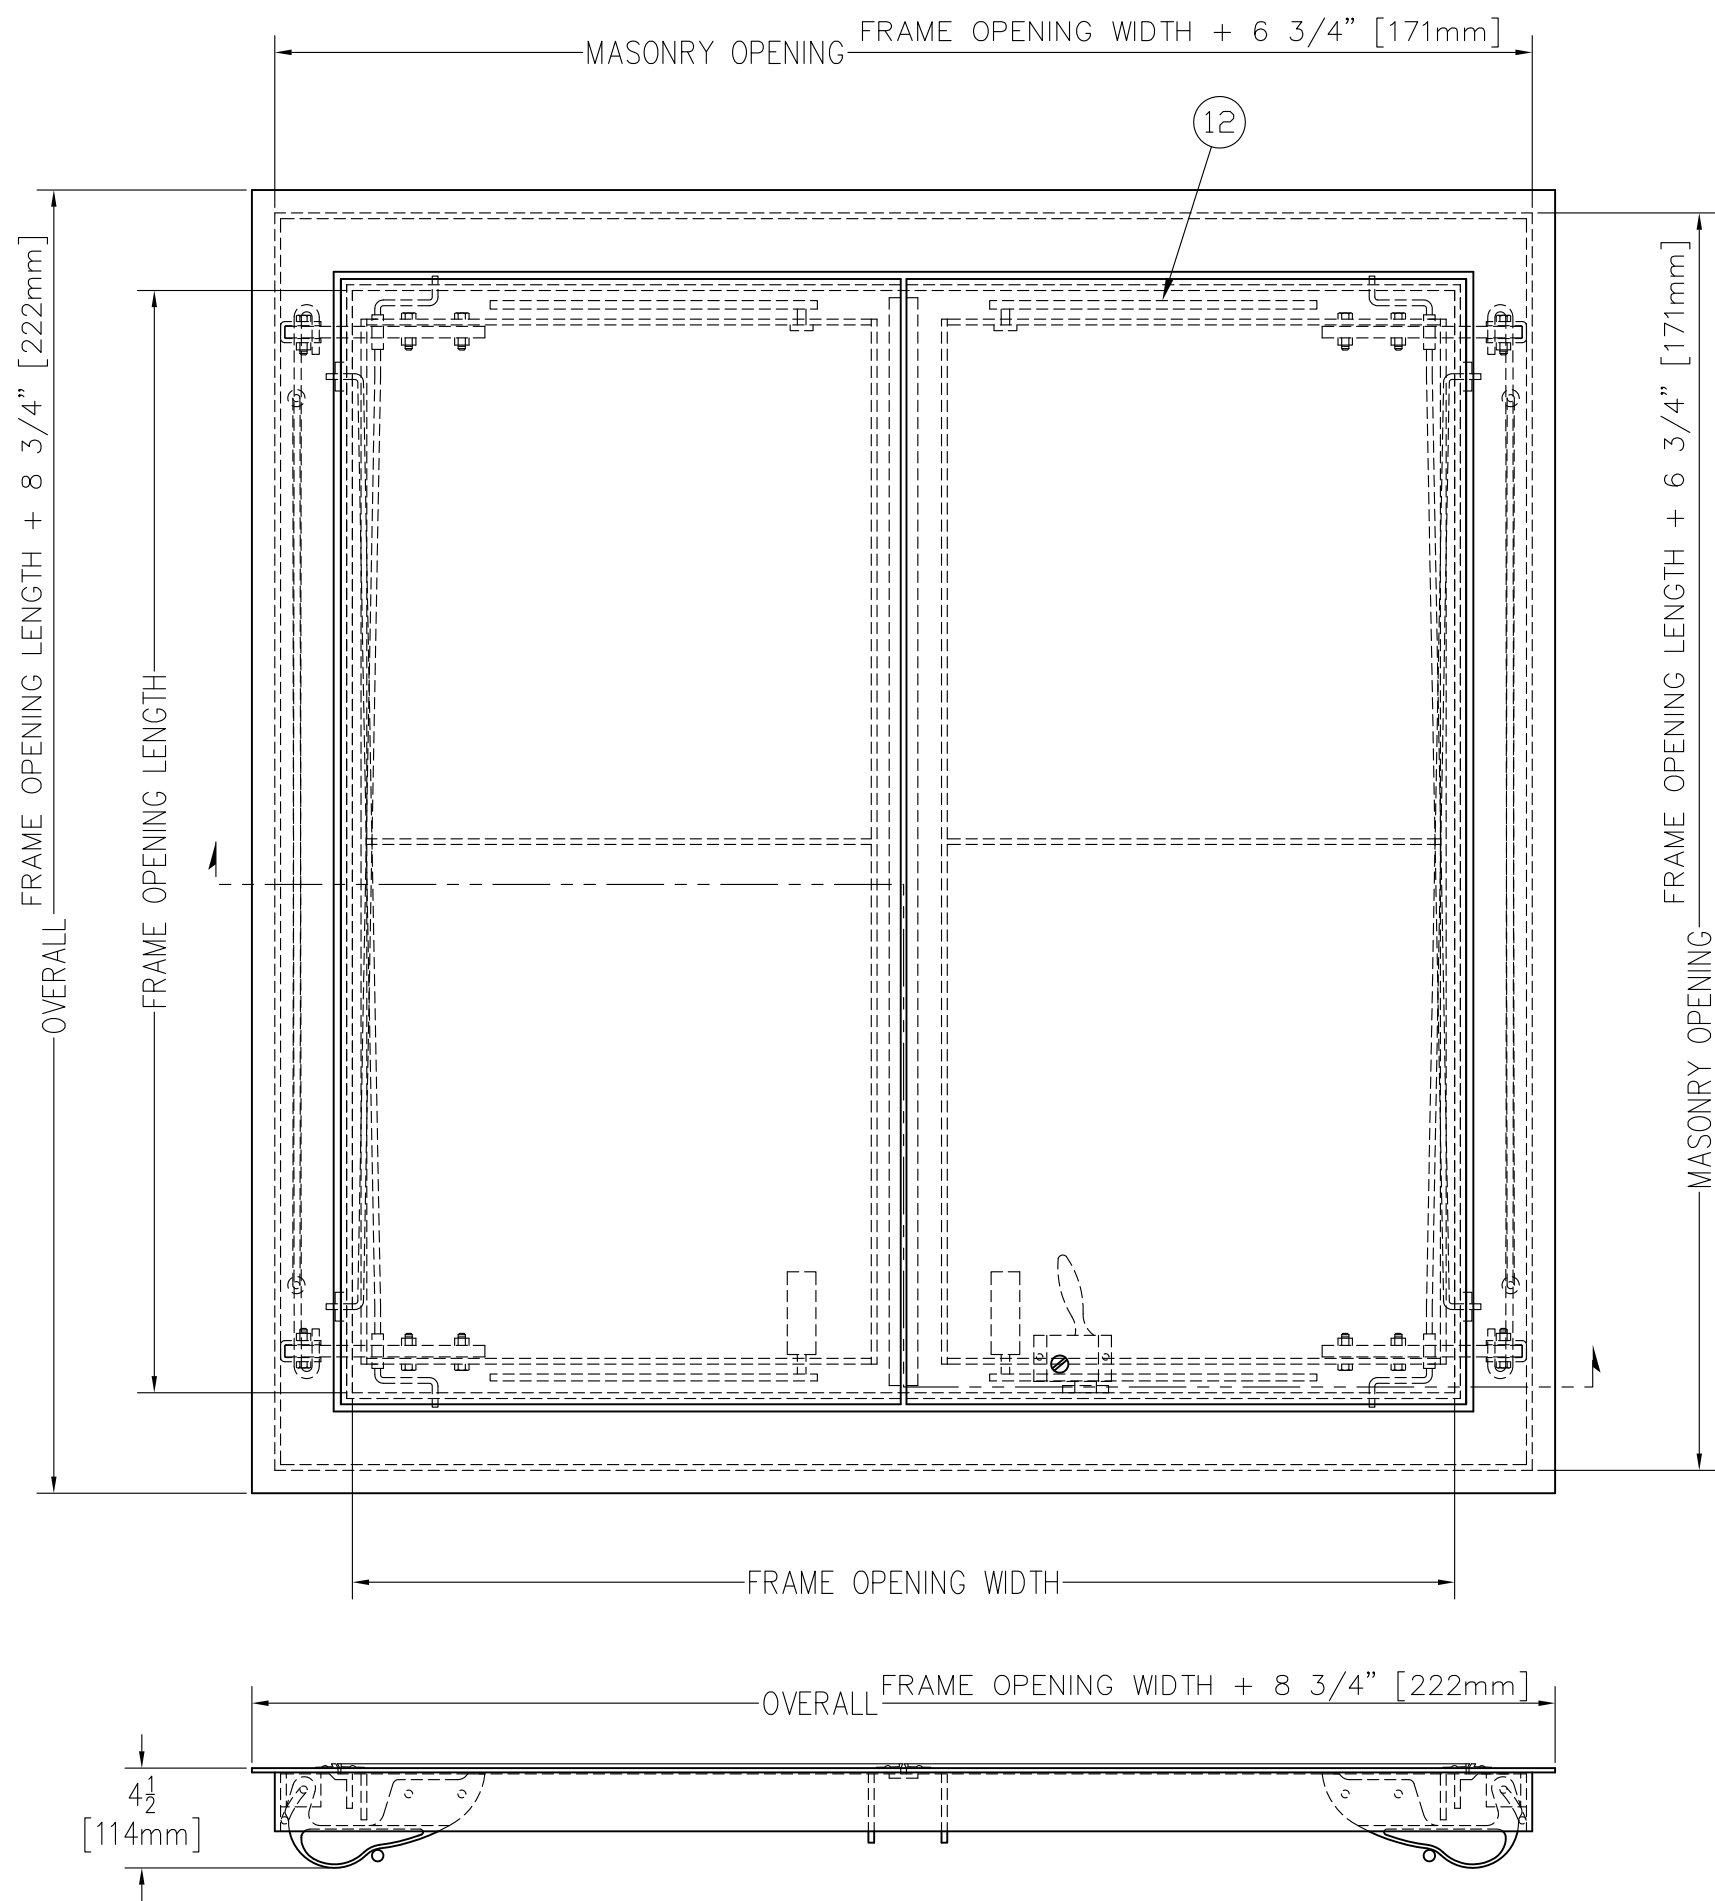 FRAME OPENING WIDTH + 6 3/4” [171mm]
MASONRY OPENING
12
FRAME OPENING LENGTH + 8 3/4” [222mm]
OVERALL
FRAME OPENING LENGTH
FRAME OPENING LENGTH + 6 3/4” [171mm]
MASONRY OPENING
FRAME OPENING WIDTH
FRAME OPENING WIDTH + 8 3/4” [222mm]
OVERALL
4 1/2
[114mm]